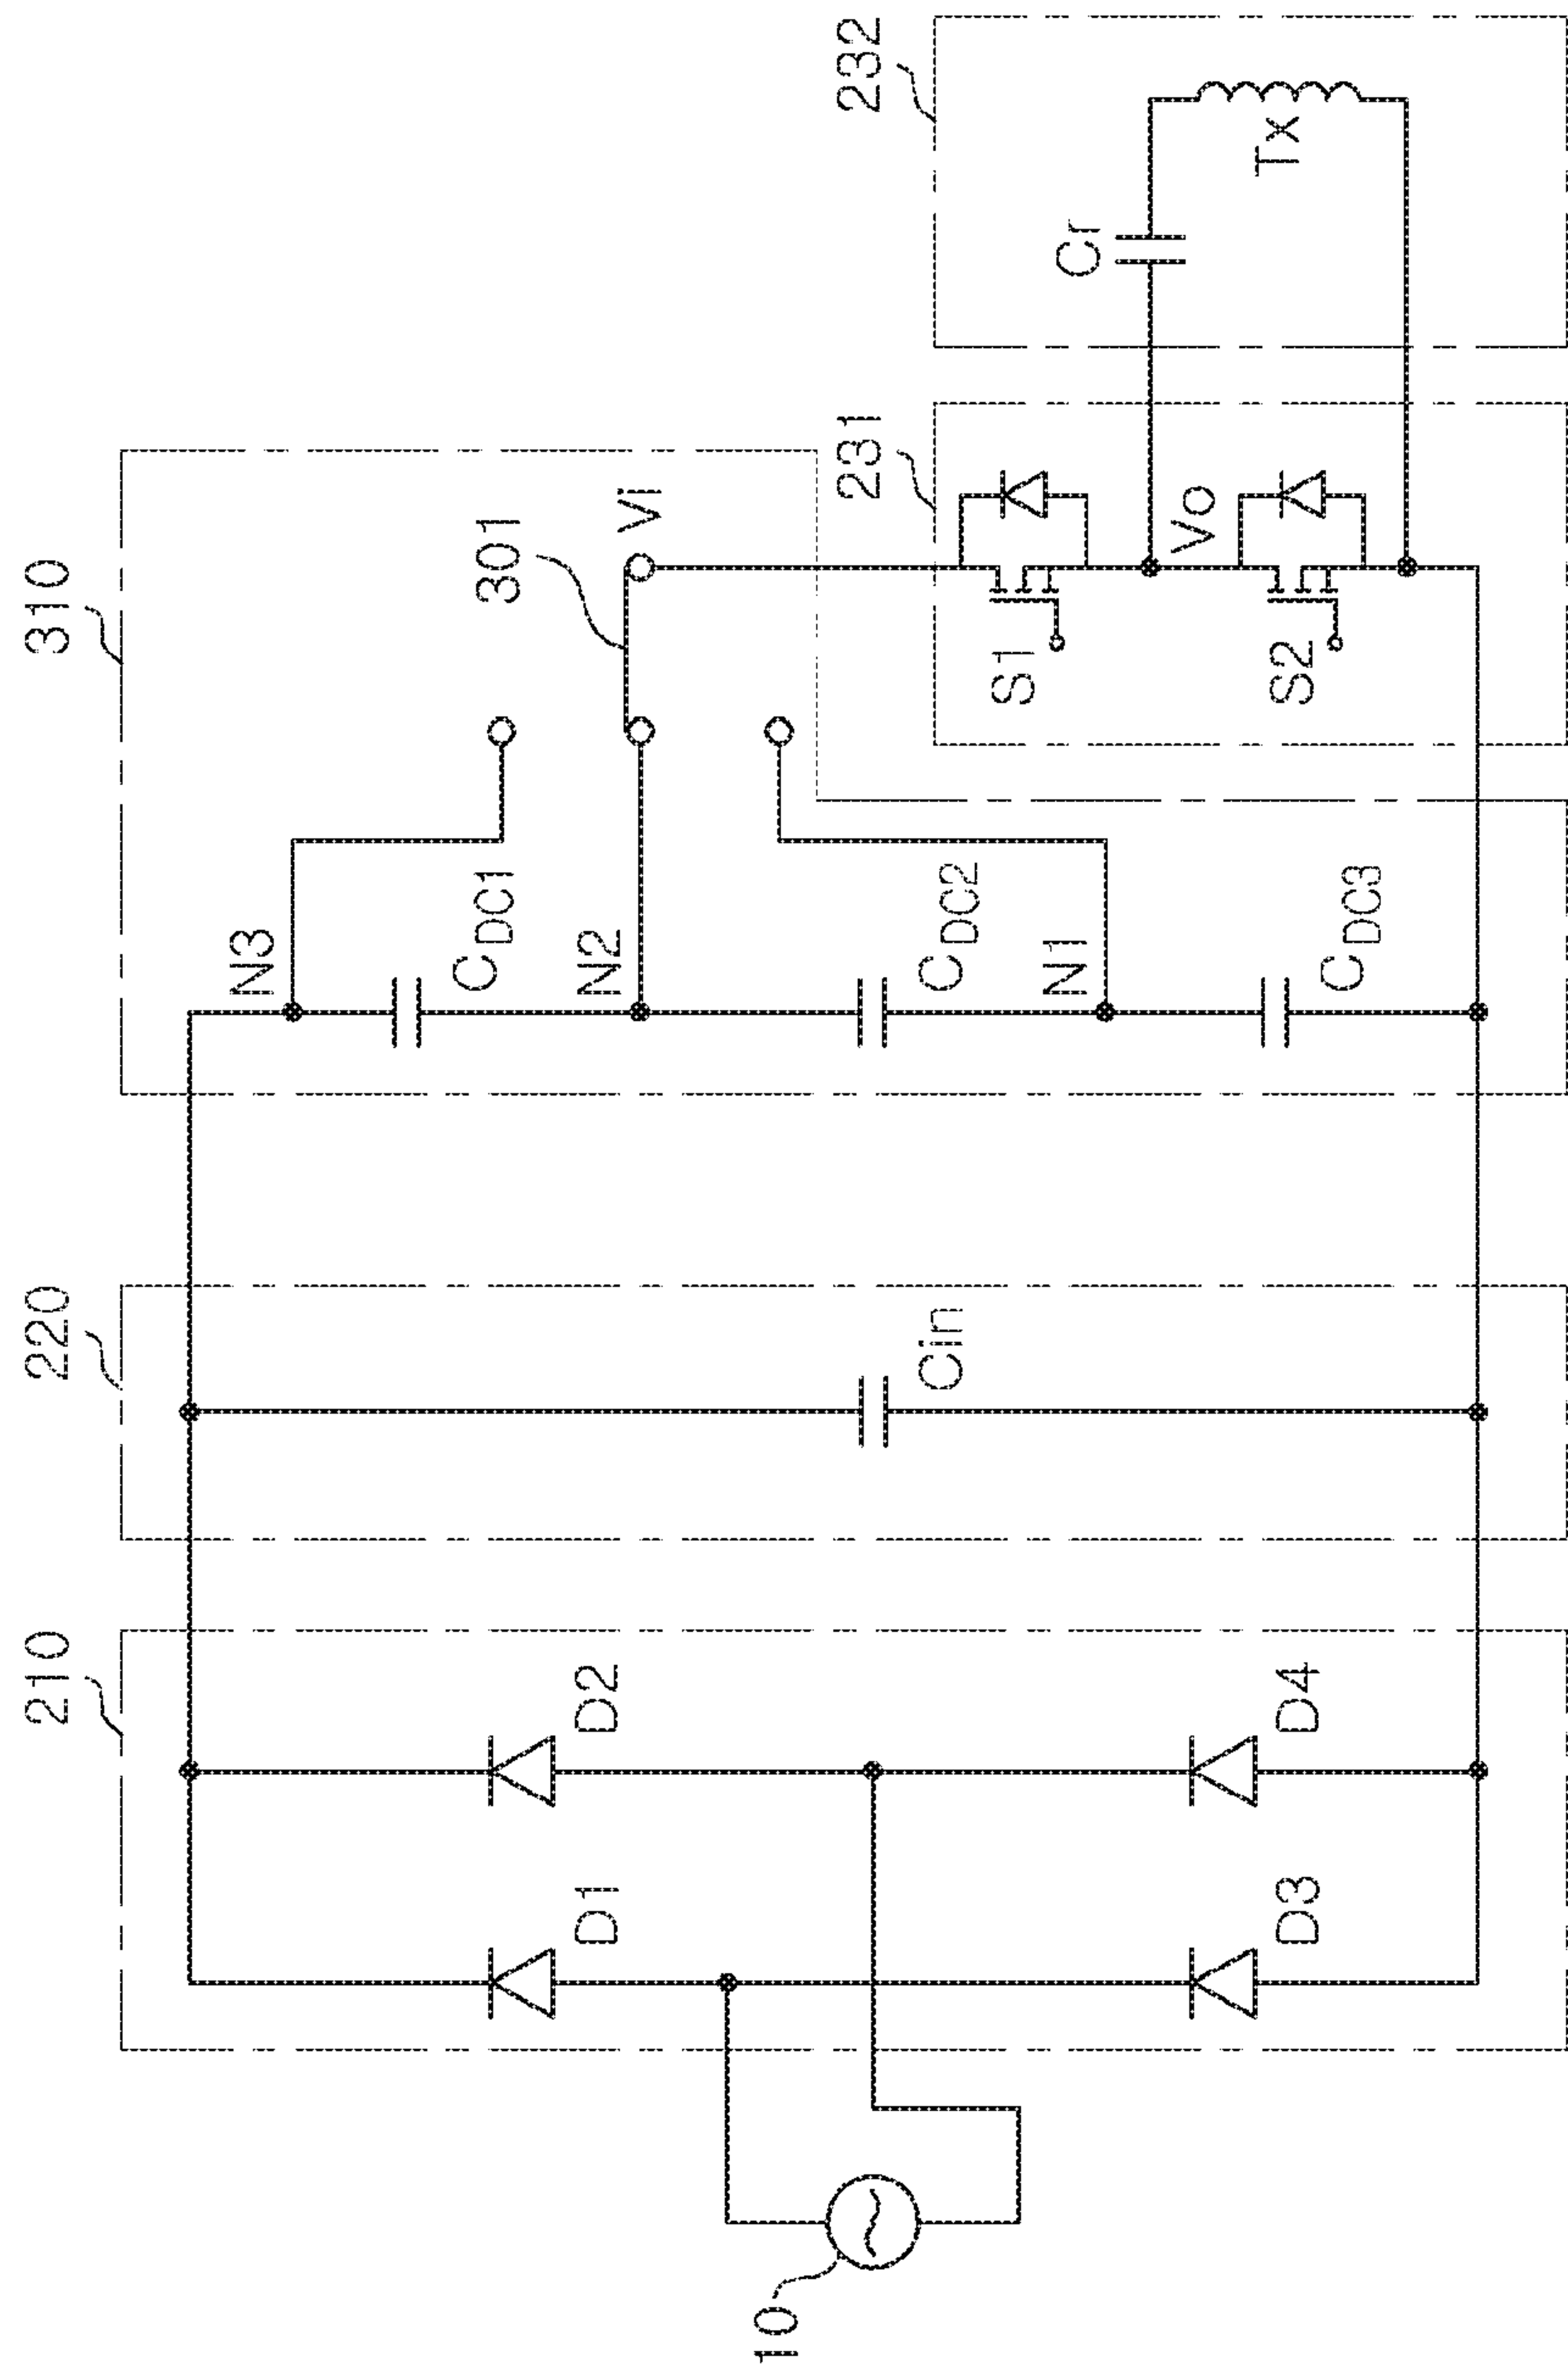 10
210
D1
D2
D3
D4
220
Cin
310
N3
CDC1
N2
CDC2
N1
CDC3
301
Vi
231
S1
Vo
S2
232
Cr
Tx